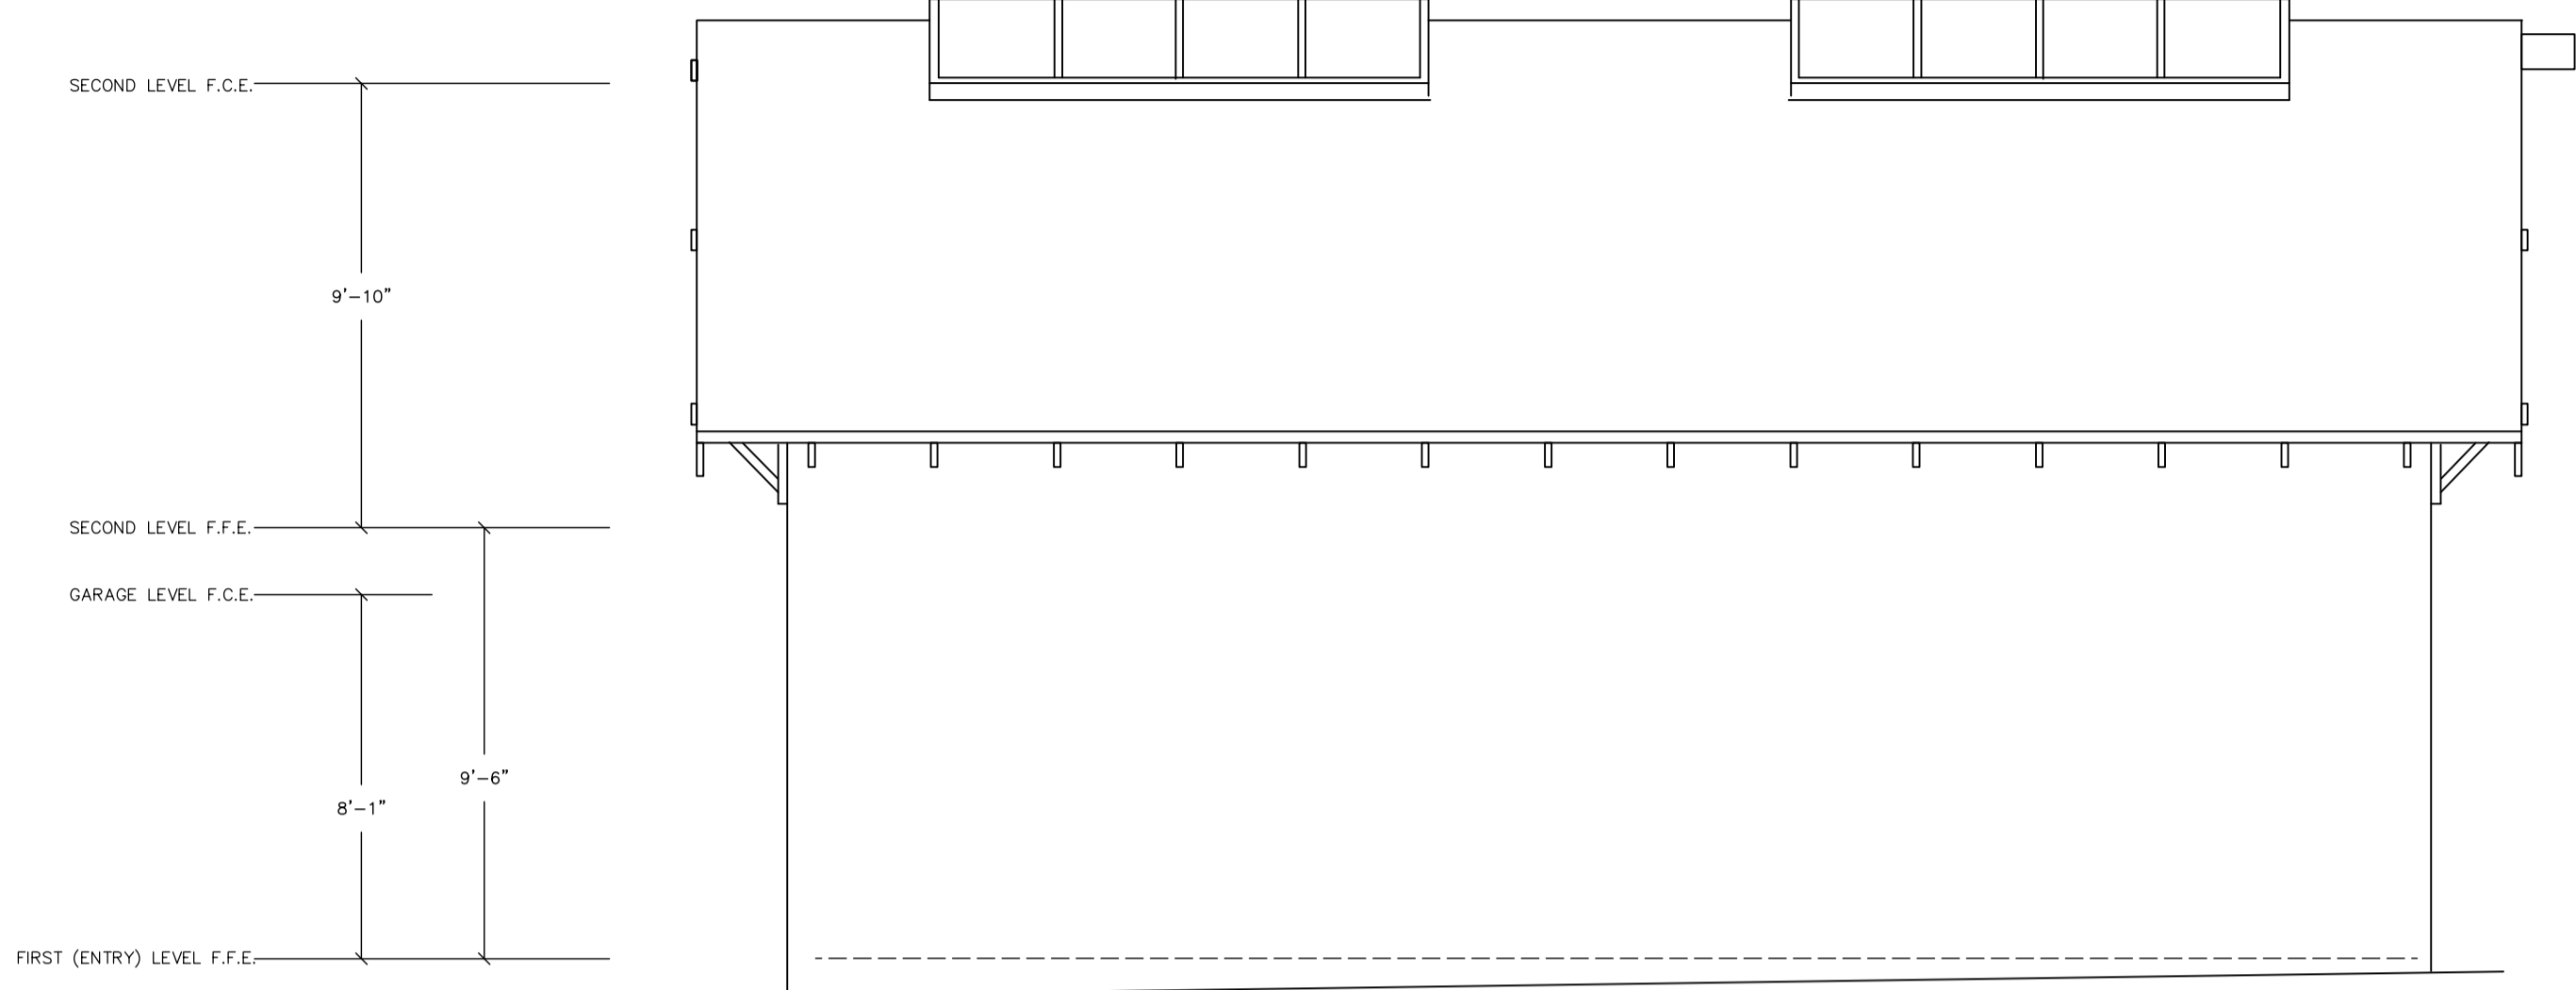 SECOND LEVEL F.C.E.
9'-10"
SECOND LEVEL F.F.E.
GARAGE LEVEL F.C.E.
9'-6"
8'-1"
FIRST (ENTRY) LEVEL F.F.E.